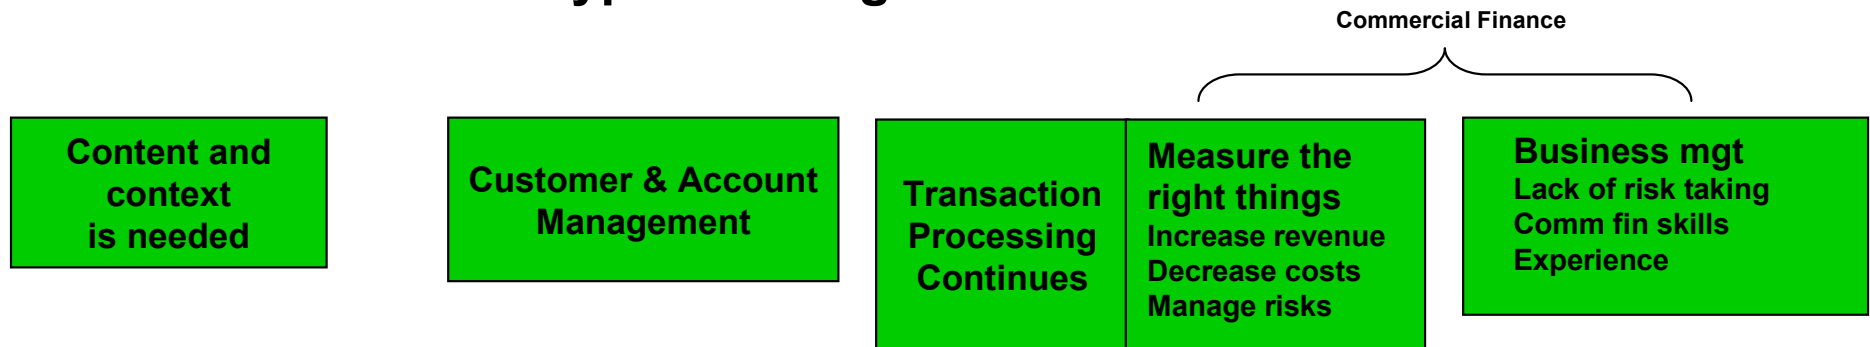 Commercial Finance
Content and
context
is needed
Customer & Account
Management
Transaction
Processing
Continues
Measure the
right things
Increase revenue
Decrease costs
Manage risks
Business mgt
Lack of risk taking
Comm fin skills
Experience